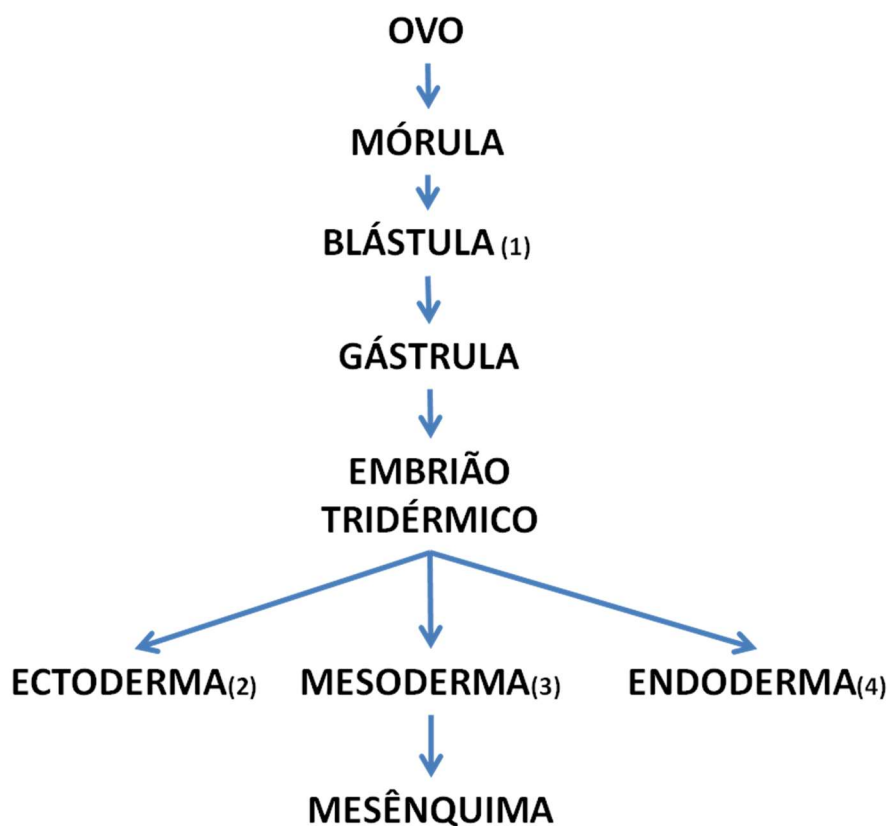 OVO
MÓRULA
BLÁSTULA (1)
GÁSTRULA
EMBRIÃO
TRIDÉRMICO
ECTODERMA(2) MESODERMA(3) ENDODERMA(4)
MESÊNQUIMA